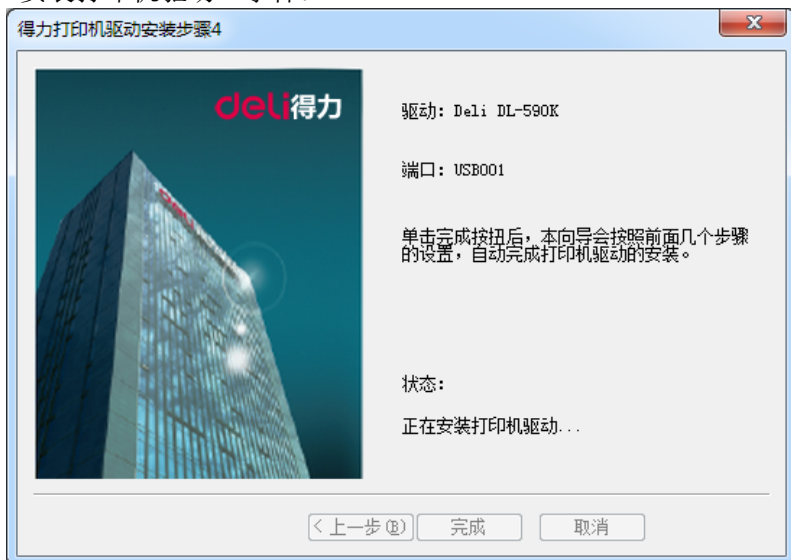 得力打印机驱动安装步骤4
deli得力
deli
驱动: Deli DL-590K
端口: USB001
单击完成按扭后，本向导会按照前面几个步骤
的设置，自动完成打印机驱动的安装。
状态:
正在安装打印机驱动...
<上一步(B)
完成
取消